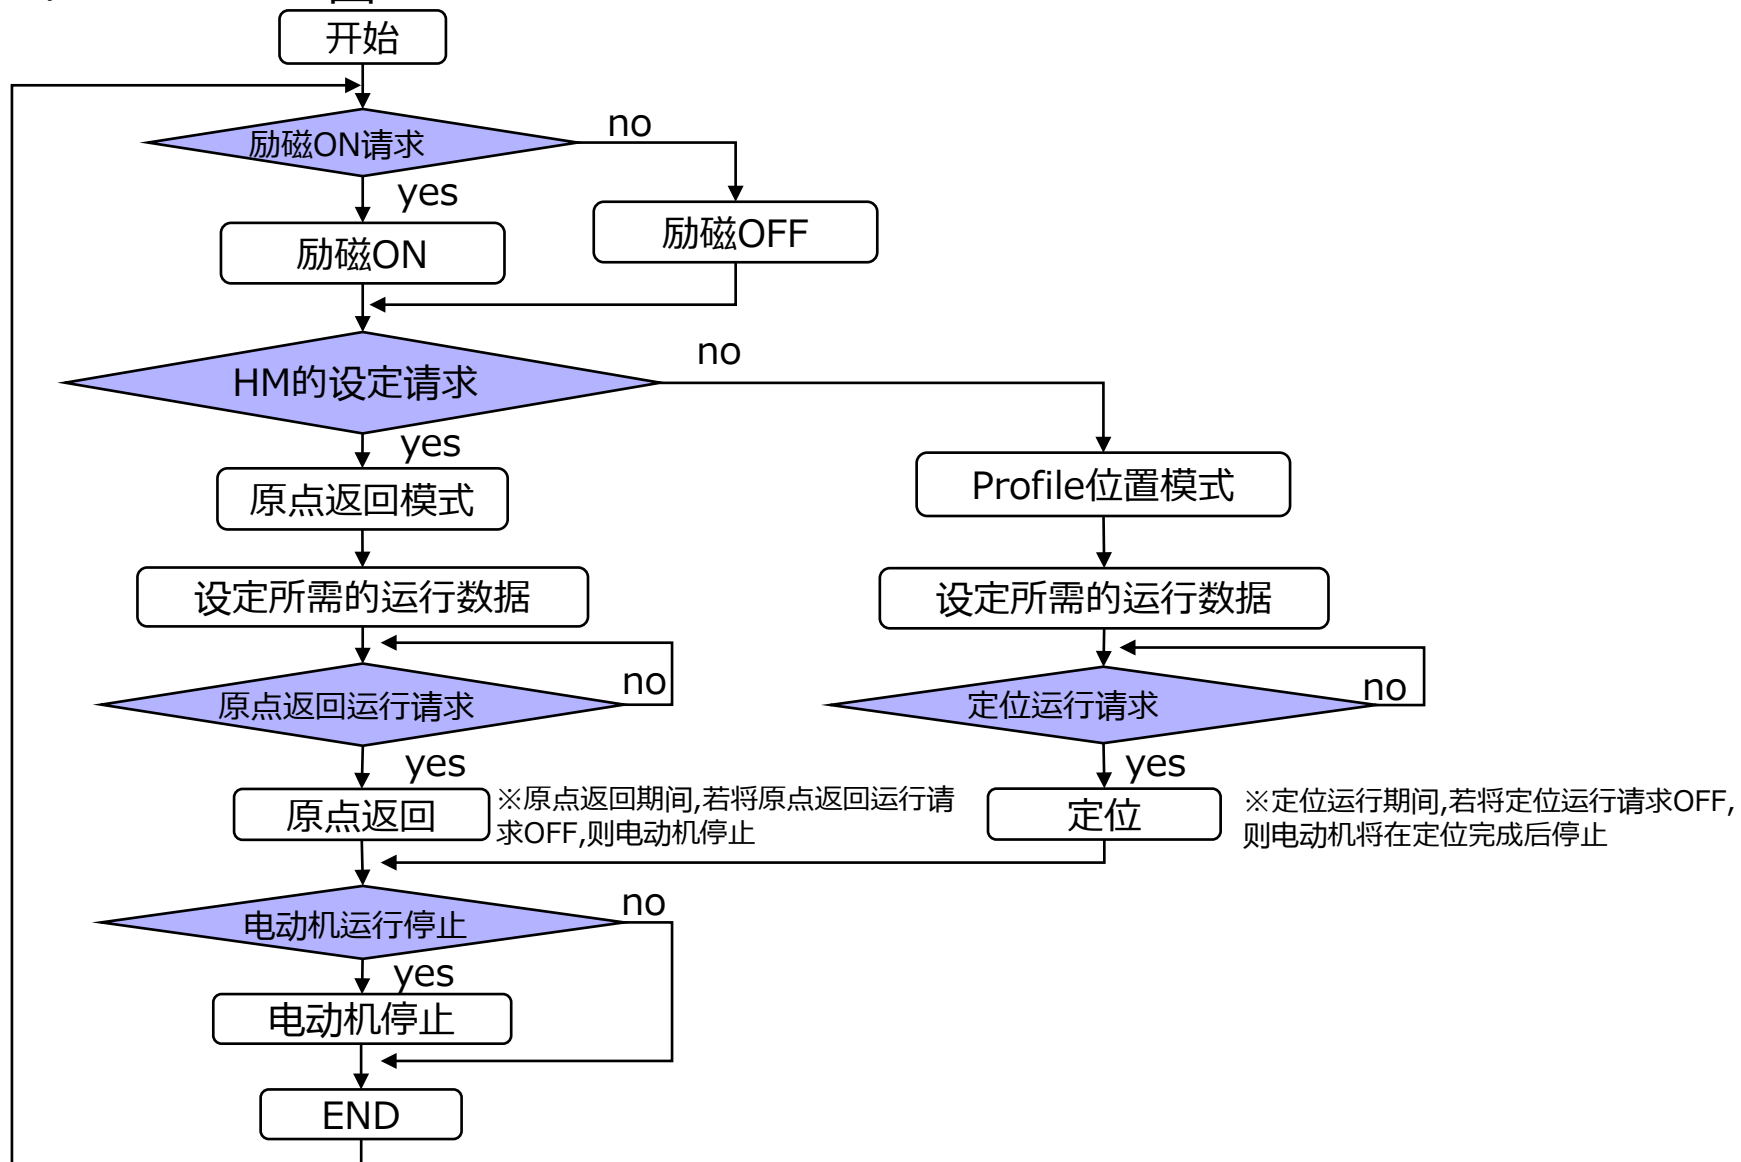 开始
励磁ON请求
no
yes
励磁ON
励磁OFF
HM的设定请求
no
yes
原点返回模式
Profile位置模式
设定所需的运行数据
设定所需的运行数据
原点返回运行请求
no
定位运行请求
no
yes
yes
原点返回
※原点返回期间,若将原点返回运行请
求OFF,则电动机停止
定位
※定位运行期间,若将定位运行请求OFF,
则电动机将在定位完成后停止
电动机运行停止
no
yes
电动机停止
END